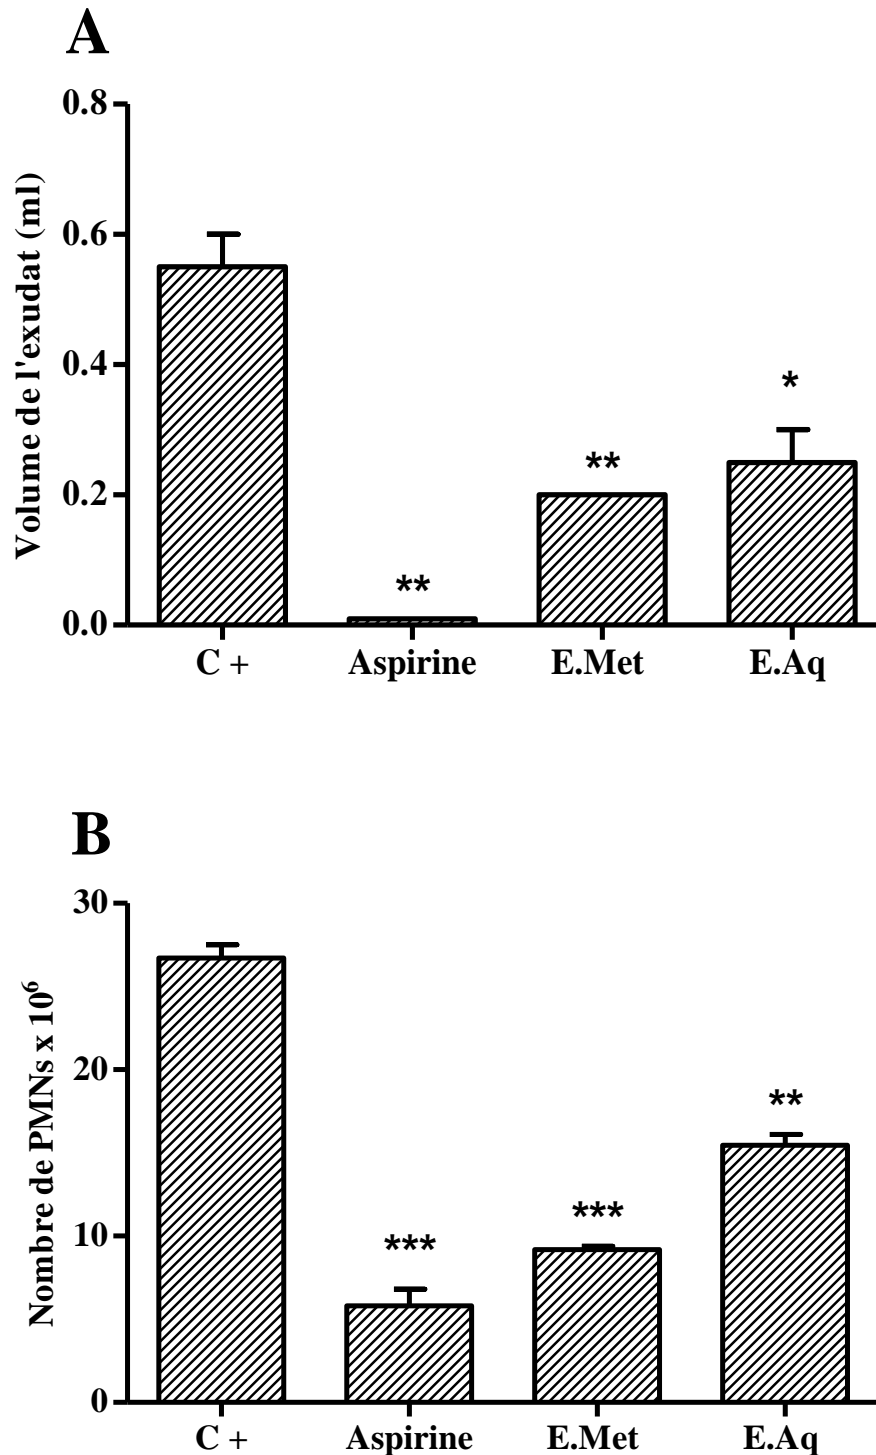 A
Volume de l'exudat (ml)
0.8
0.6
0.4
0.2
0.0
**
**
*
C +
Aspirine
E.Met
E.Aq
B
Nombre de PMNs x 10⁶
30
20
10
0
***
***
**
C +
Aspirine
E.Met
E.Aq